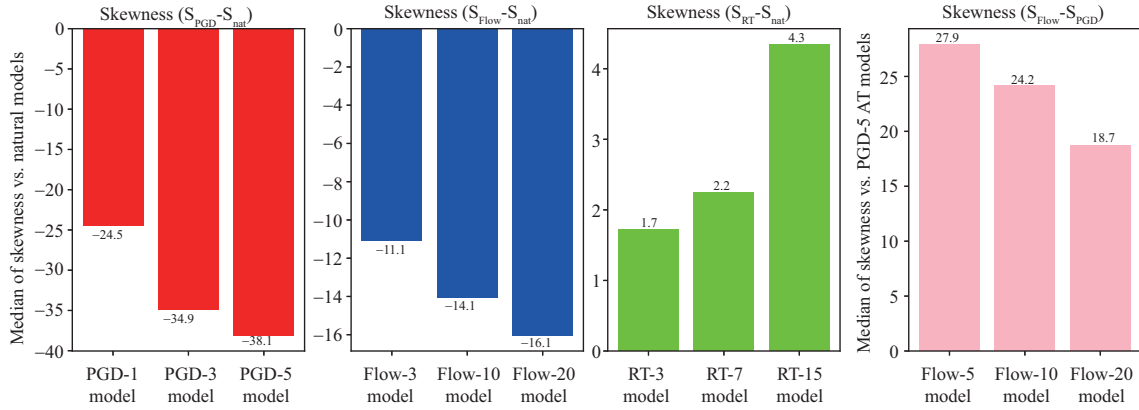 Skewness (S_PGD-S_nat)
Median of skewness vs. natural models
0
−5
−10
−15
−20
−25
−30
−35
−40
−24.5
−34.9
−38.1
PGD-1 model
PGD-3 model
PGD-5 model
Skewness (S_Flow-S_nat)
0
−2
−4
−6
−8
−10
−12
−14
−16
−11.1
−14.1
−16.1
Flow-3 model
Flow-10 model
Flow-20 model
Skewness (S_RT-S_nat)
4
3
2
1
0
1.7
2.2
4.3
RT-3 model
RT-7 model
RT-15 model
Skewness (S_Flow-S_PGD)
Median of skewness vs. PGD-5 AT models
25
20
15
10
5
0
27.9
24.2
18.7
Flow-5 model
Flow-10 model
Flow-20 model